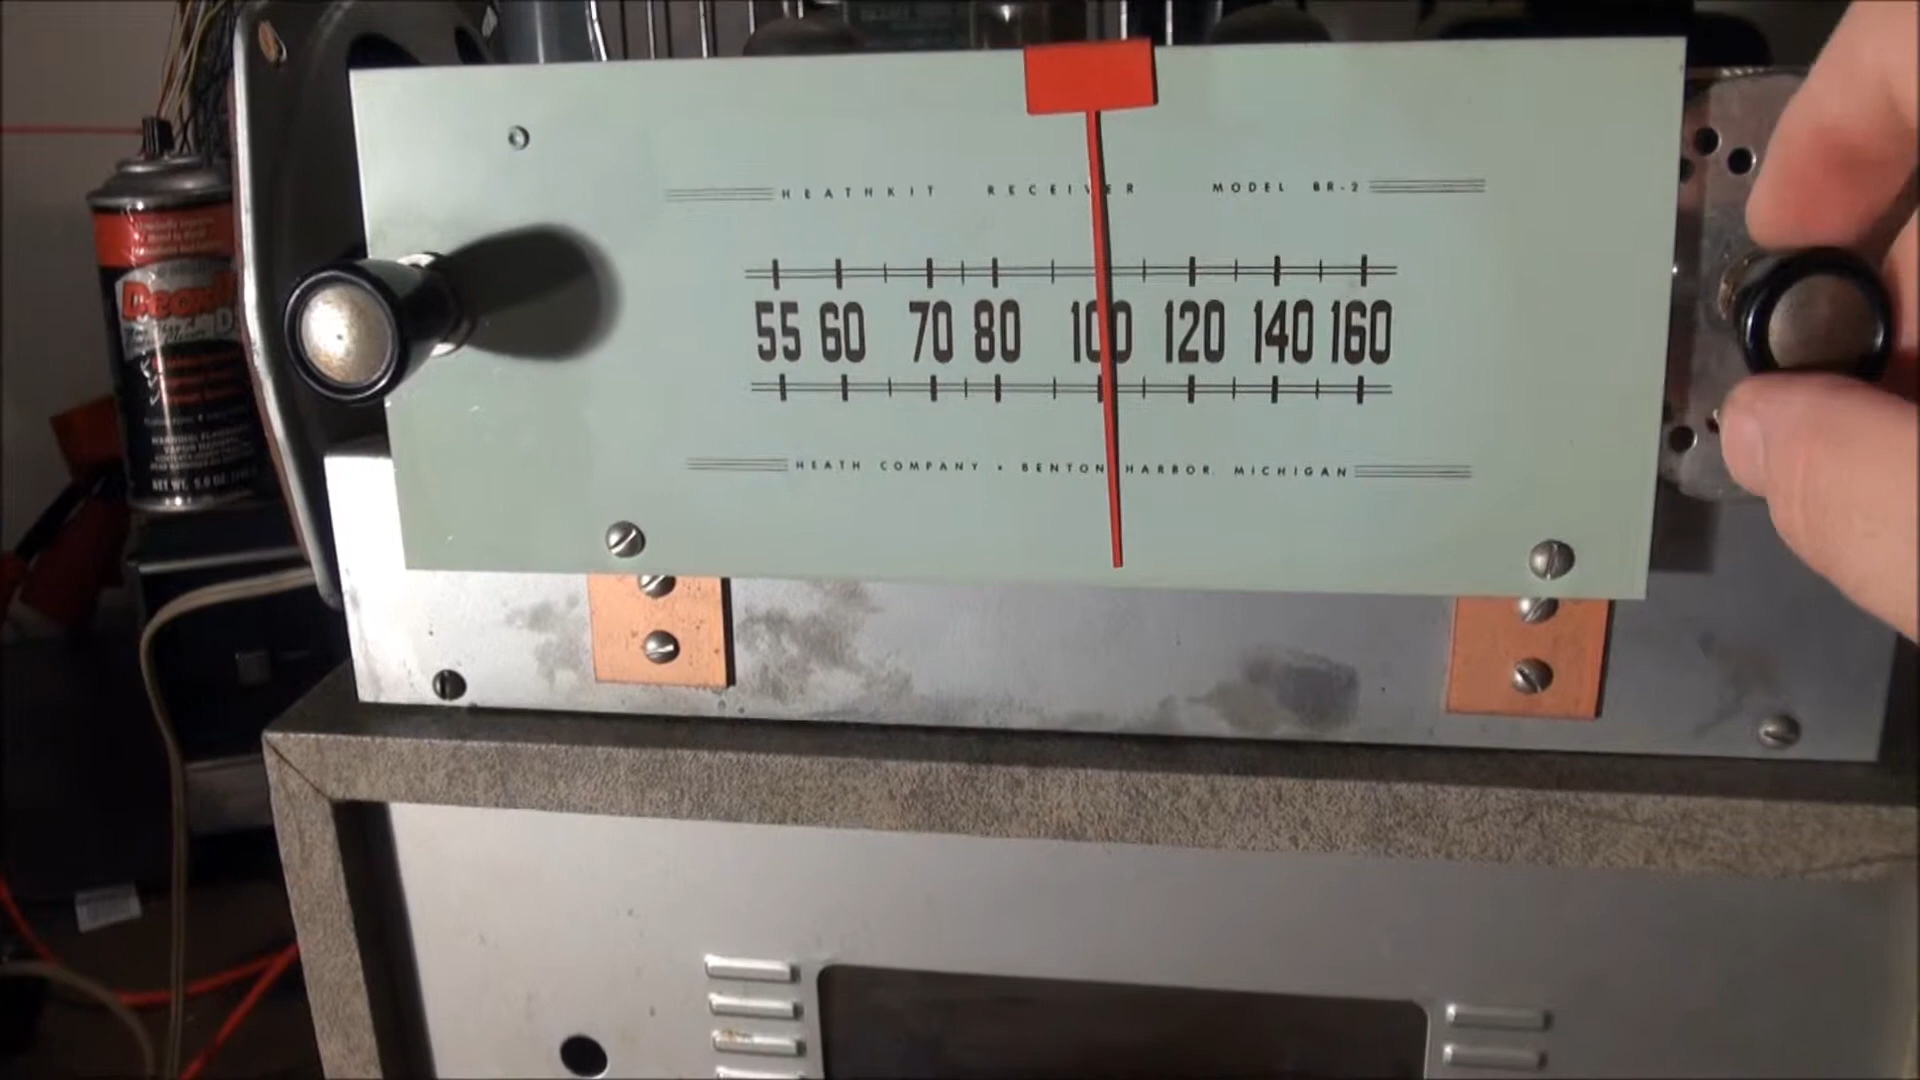 HEATHKIT RECEIVER MODEL BR-2
55 60 70 80 100 120 140 160
HEATH COMPANY • BENTON HARBOR, MICHIGAN